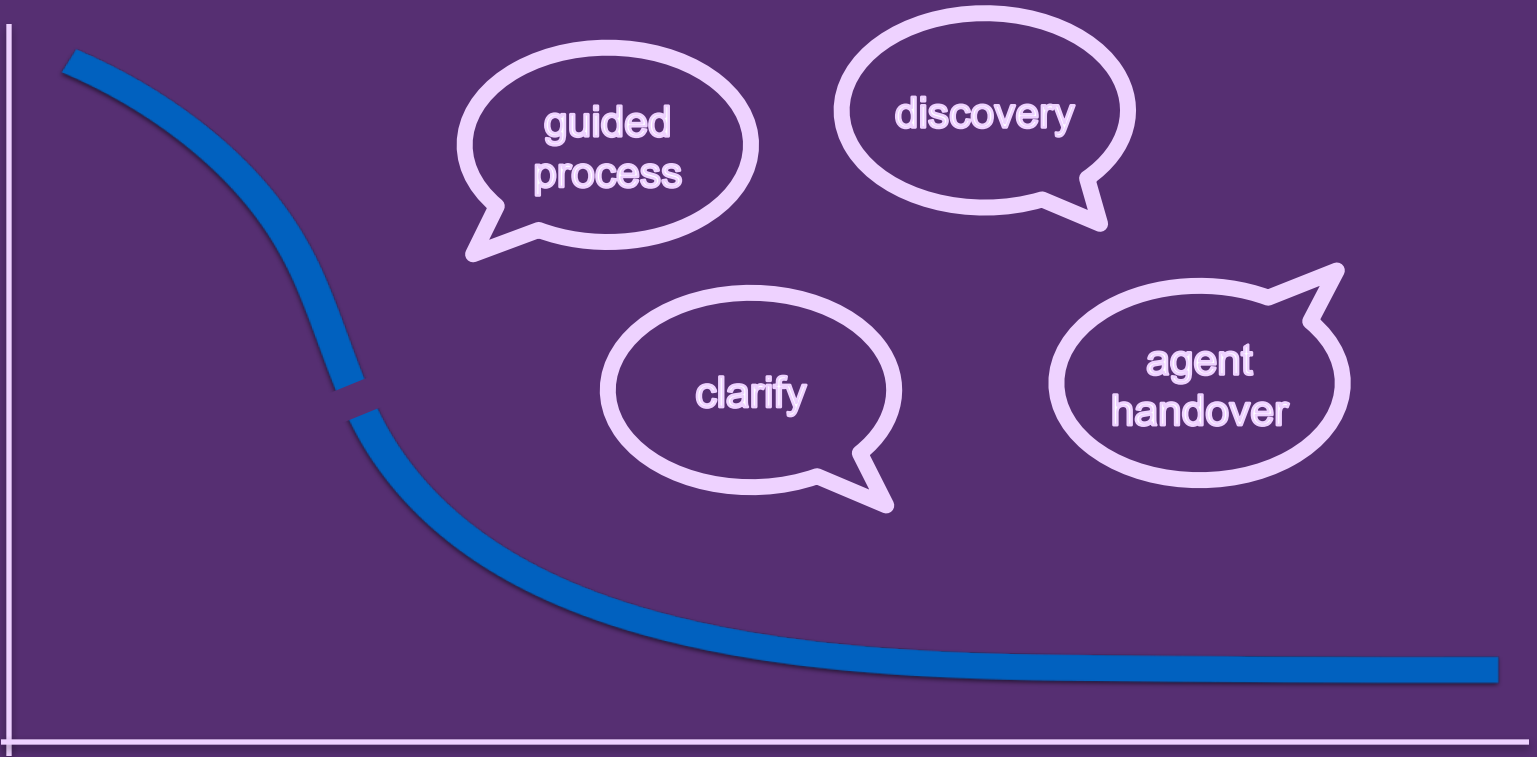 guided
process
discovery
clarify
agent
handover